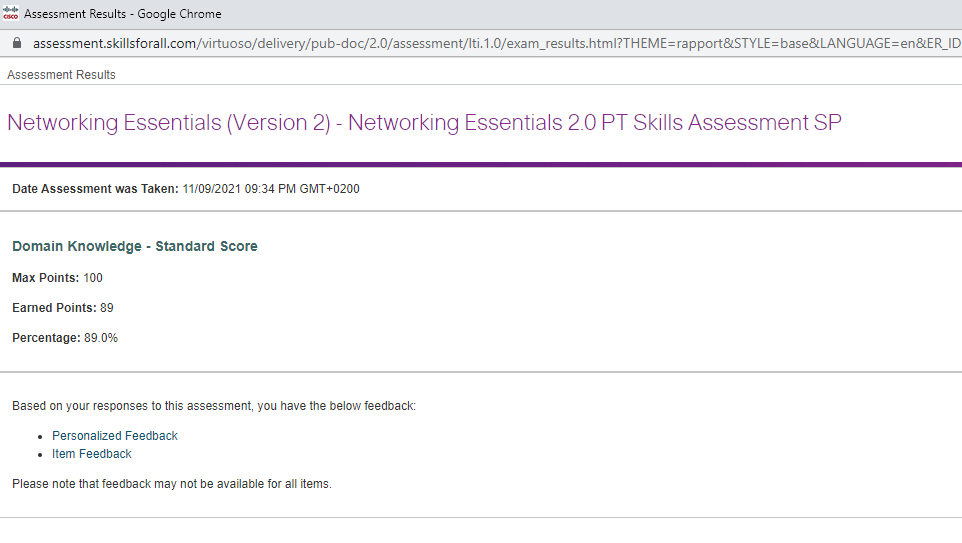 CISCO
Assessment Results - Google Chrome
assessment.skillsforall.com/virtuoso/delivery/pub-doc/2.0/assessment/lti.1.0/exam_results.html?THEME=rapport&STYLE=base&LANGUAGE=en&ER_ID
Assessment Results
Networking Essentials (Version 2) - Networking Essentials 2.0 PT Skills Assessment SP
Date Assessment was Taken: 11/09/2021 09:34 PM GMT+0200
Domain Knowledge - Standard Score
Max Points: 100
Earned Points: 89
Percentage: 89.0%
Based on your responses to this assessment, you have the below feedback:
• Personalized Feedback
• Item Feedback
Please note that feedback may not be available for all items.